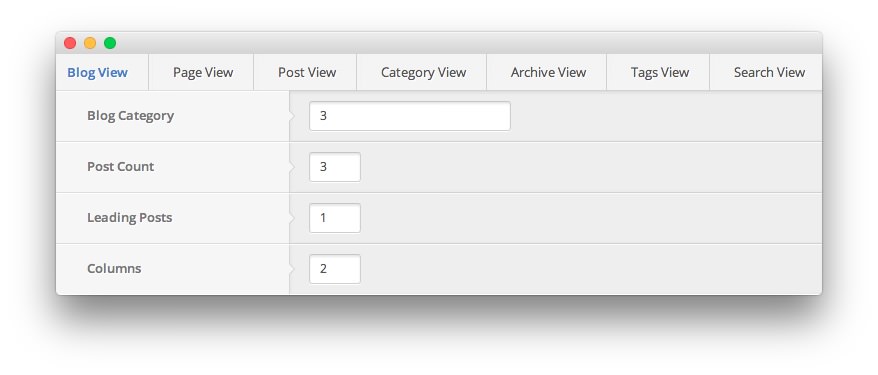 Blog View Page View Post View Category View Archive View Tags View Search View
Blog Category 3
Post Count 3
Leading Posts 1
Columns 2